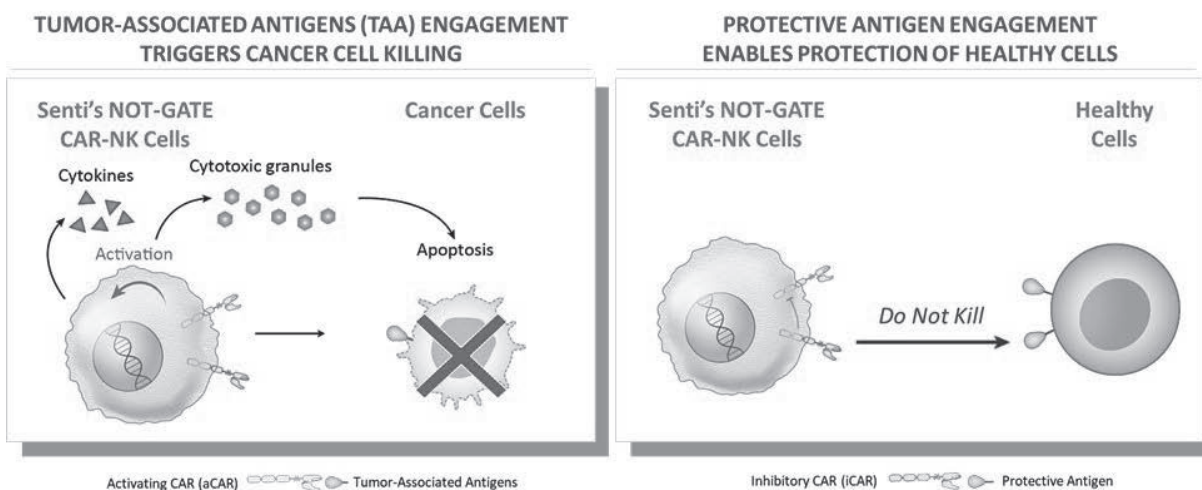 TUMOR-ASSOCIATED ANTIGENS (TAA) ENGAGEMENT
TRIGGERS CANCER CELL KILLING
Senti's NOT-GATE
CAR-NK Cells
Cancer Cells
Cytokines
Cytotoxic granules
Activation
Apoptosis
Activating CAR (aCAR)
Tumor-Associated Antigens
PROTECTIVE ANTIGEN ENGAGEMENT
ENABLES PROTECTION OF HEALTHY CELLS
Senti's NOT-GATE
CAR-NK Cells
Healthy
Cells
Do Not Kill
Inhibitory CAR (iCAR)
Protective Antigen